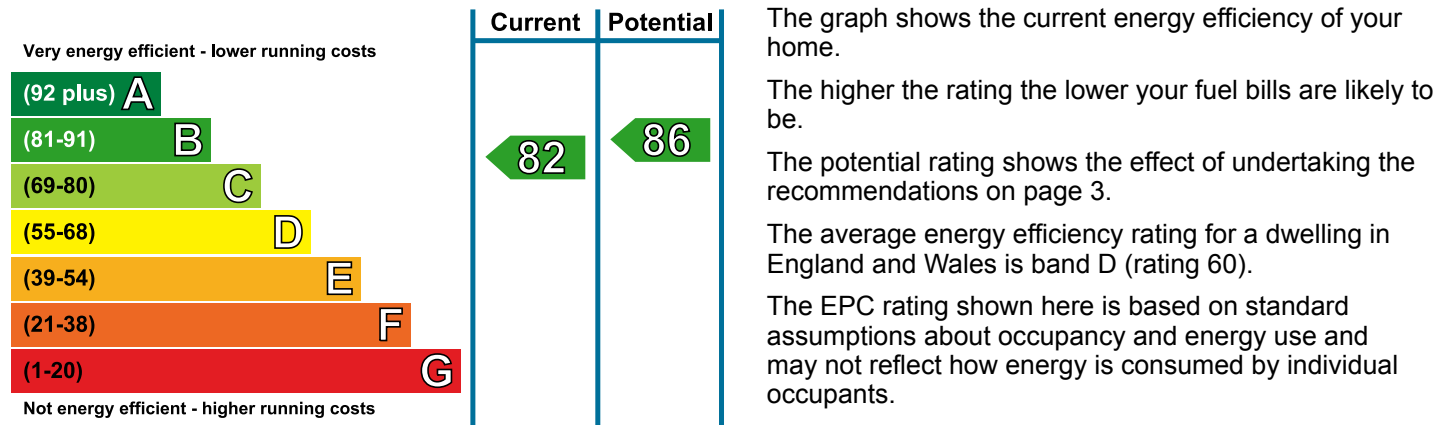 Current Potential
Very energy efficient - lower running costs
(92 plus) A
(81-91) B
(69-80) C
(55-68) D
(39-54) E
(21-38) F
(1-20) G
Not energy efficient - higher running costs
82
86
The graph shows the current energy efficiency of your
home.
The higher the rating the lower your fuel bills are likely to
be.
The potential rating shows the effect of undertaking the
recommendations on page 3.
The average energy efficiency rating for a dwelling in
England and Wales is band D (rating 60).
The EPC rating shown here is based on standard
assumptions about occupancy and energy use and
may not reflect how energy is consumed by individual
occupants.